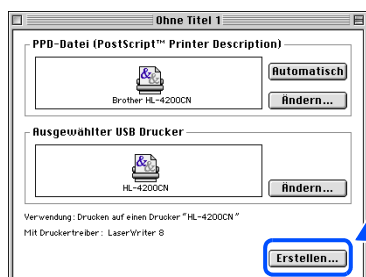 Ohne Titel 1
PPD-Datei (PostScript™ Printer Description)
Brother HL-4200CN
Automatisch
Ändern...
Ausgewählter USB Drucker
HL-4200CN
Ändern...
Verwendung: Drucken auf einen Drucker "HL-4200CN"
Mit Druckertreiber: LaserWriter 8
Erstellen...